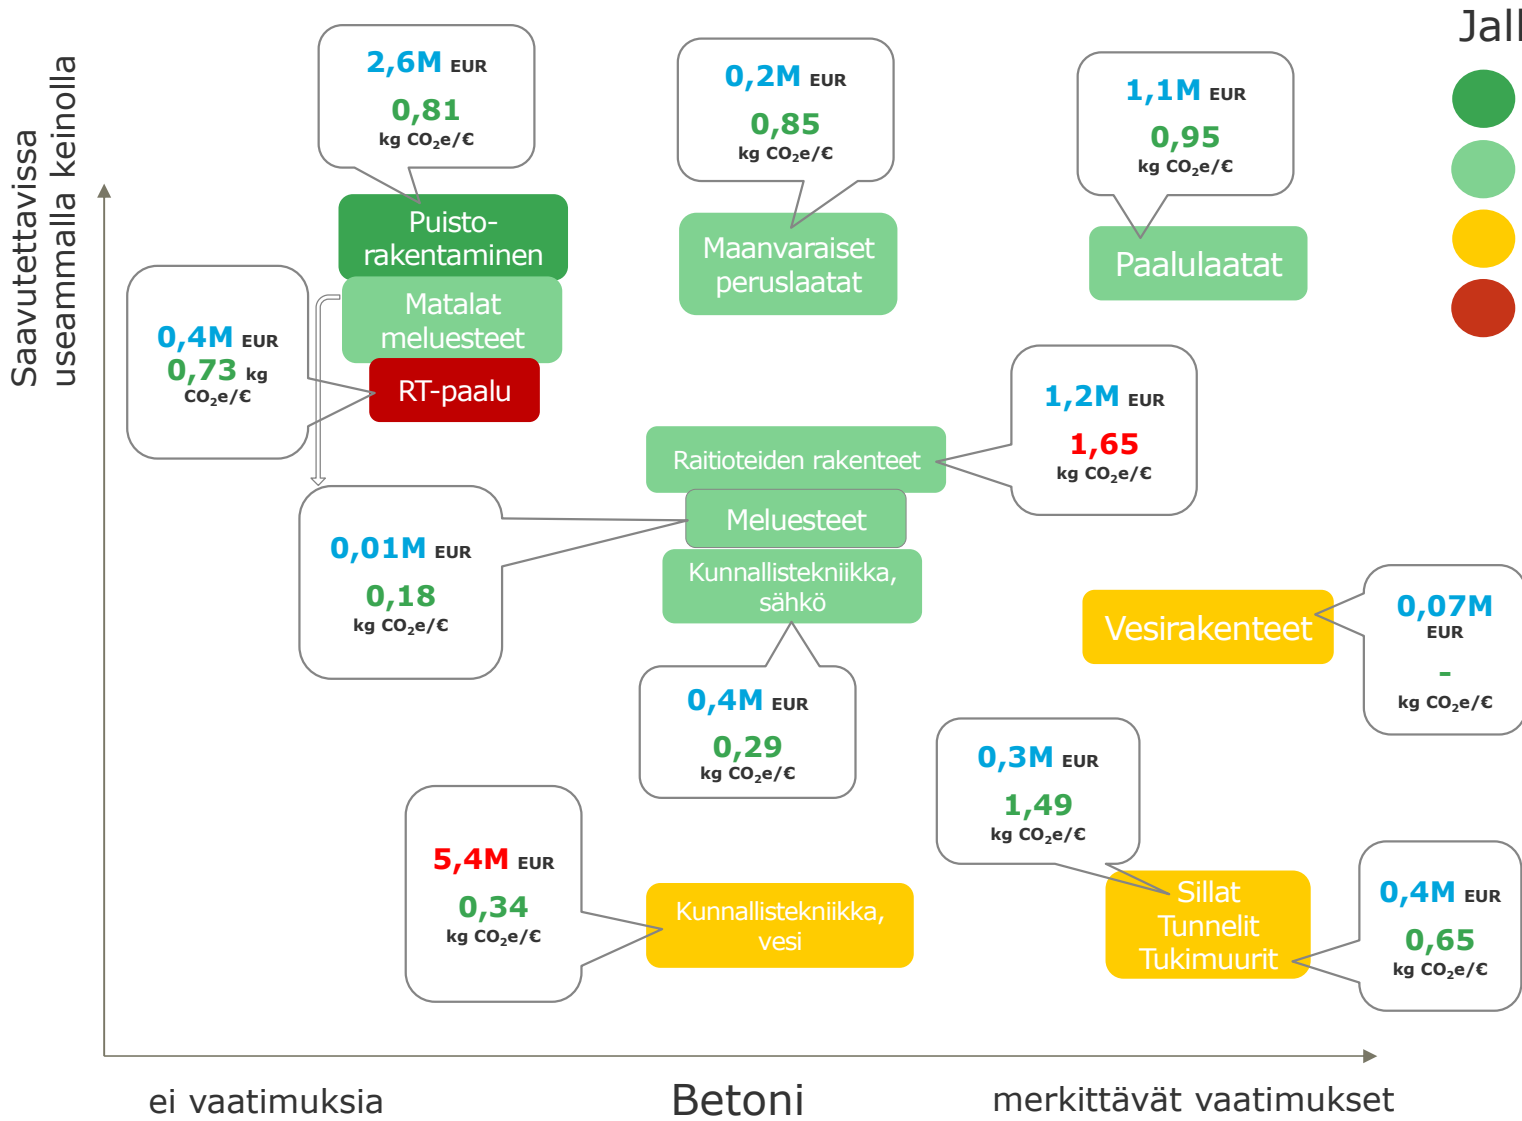 Jall
Saavutettavissa
useammalla keinolla
2,6M EUR
0,81
kg CO₂e/€
0,2M EUR
0,85
kg CO₂e/€
1,1M EUR
0,95
kg CO₂e/€
Puisto-
rakentaminen
Maanvaraiset
peruslaatat
Paalulaatat
Matalat
meluesteet
0,4M EUR
0,73 kg
CO₂e/€
RT-paalu
1,2M EUR
1,65
kg CO₂e/€
Raitioteiden rakenteet
Meluesteet
0,01M EUR
0,18
kg CO₂e/€
Kunnallistekniikka,
sähkö
Vesirakenteet
0,07M
EUR
-
kg CO₂e/€
0,4M EUR
0,29
kg CO₂e/€
0,3M EUR
1,49
kg CO₂e/€
5,4M EUR
0,34
kg CO₂e/€
Kunnallistekniikka,
vesi
Sillat
Tunnelit
Tukimuurit
0,4M EUR
0,65
kg CO₂e/€
ei vaatimuksia
Betoni
merkittävät vaatimukset